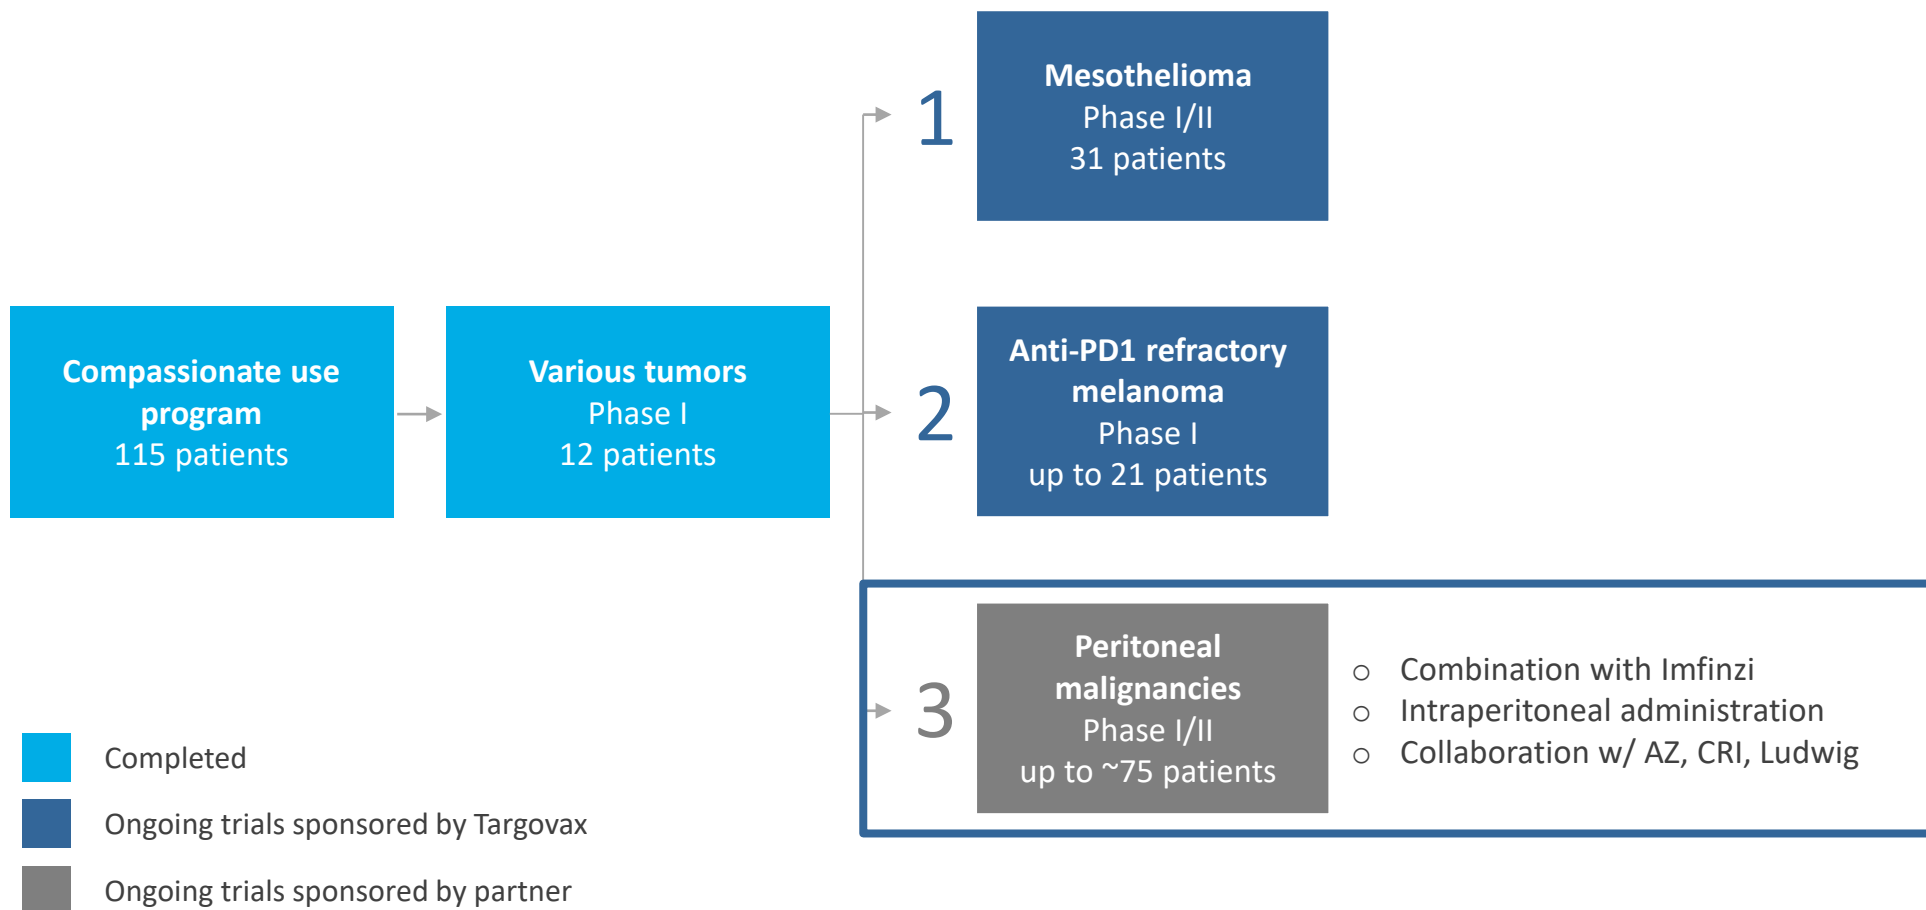 1
Mesothelioma
Phase I/II
31 patients
Compassionate use
program
115 patients
Various tumors
Phase I
12 patients
2
Anti-PD1 refractory
melanoma
Phase I
up to 21 patients
3
Peritoneal
malignancies
Phase I/II
up to ~75 patients
o Combination with Imfinzi
o Intraperitoneal administration
o Collaboration w/ AZ, CRI, Ludwig
Completed
Ongoing trials sponsored by Targovax
Ongoing trials sponsored by partner